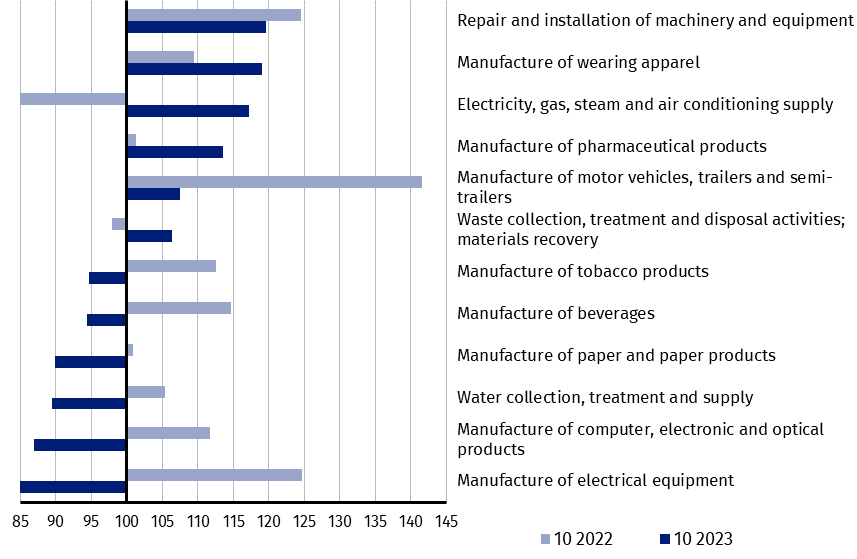 Repair and installation of machinery and equipment
Manufacture of wearing apparel
Electricity, gas, steam and air conditioning supply
Manufacture of pharmaceutical products
Manufacture of motor vehicles, trailers and semi-
trailers
Waste collection, treatment and disposal activities;
materials recovery
Manufacture of tobacco products
Manufacture of beverages
Manufacture of paper and paper products
Water collection, treatment and supply
Manufacture of computer, electronic and optical
products
Manufacture of electrical equipment
85 90 95 100 105 110 115 120 125 130 135 140 145
10 2022 10 2023